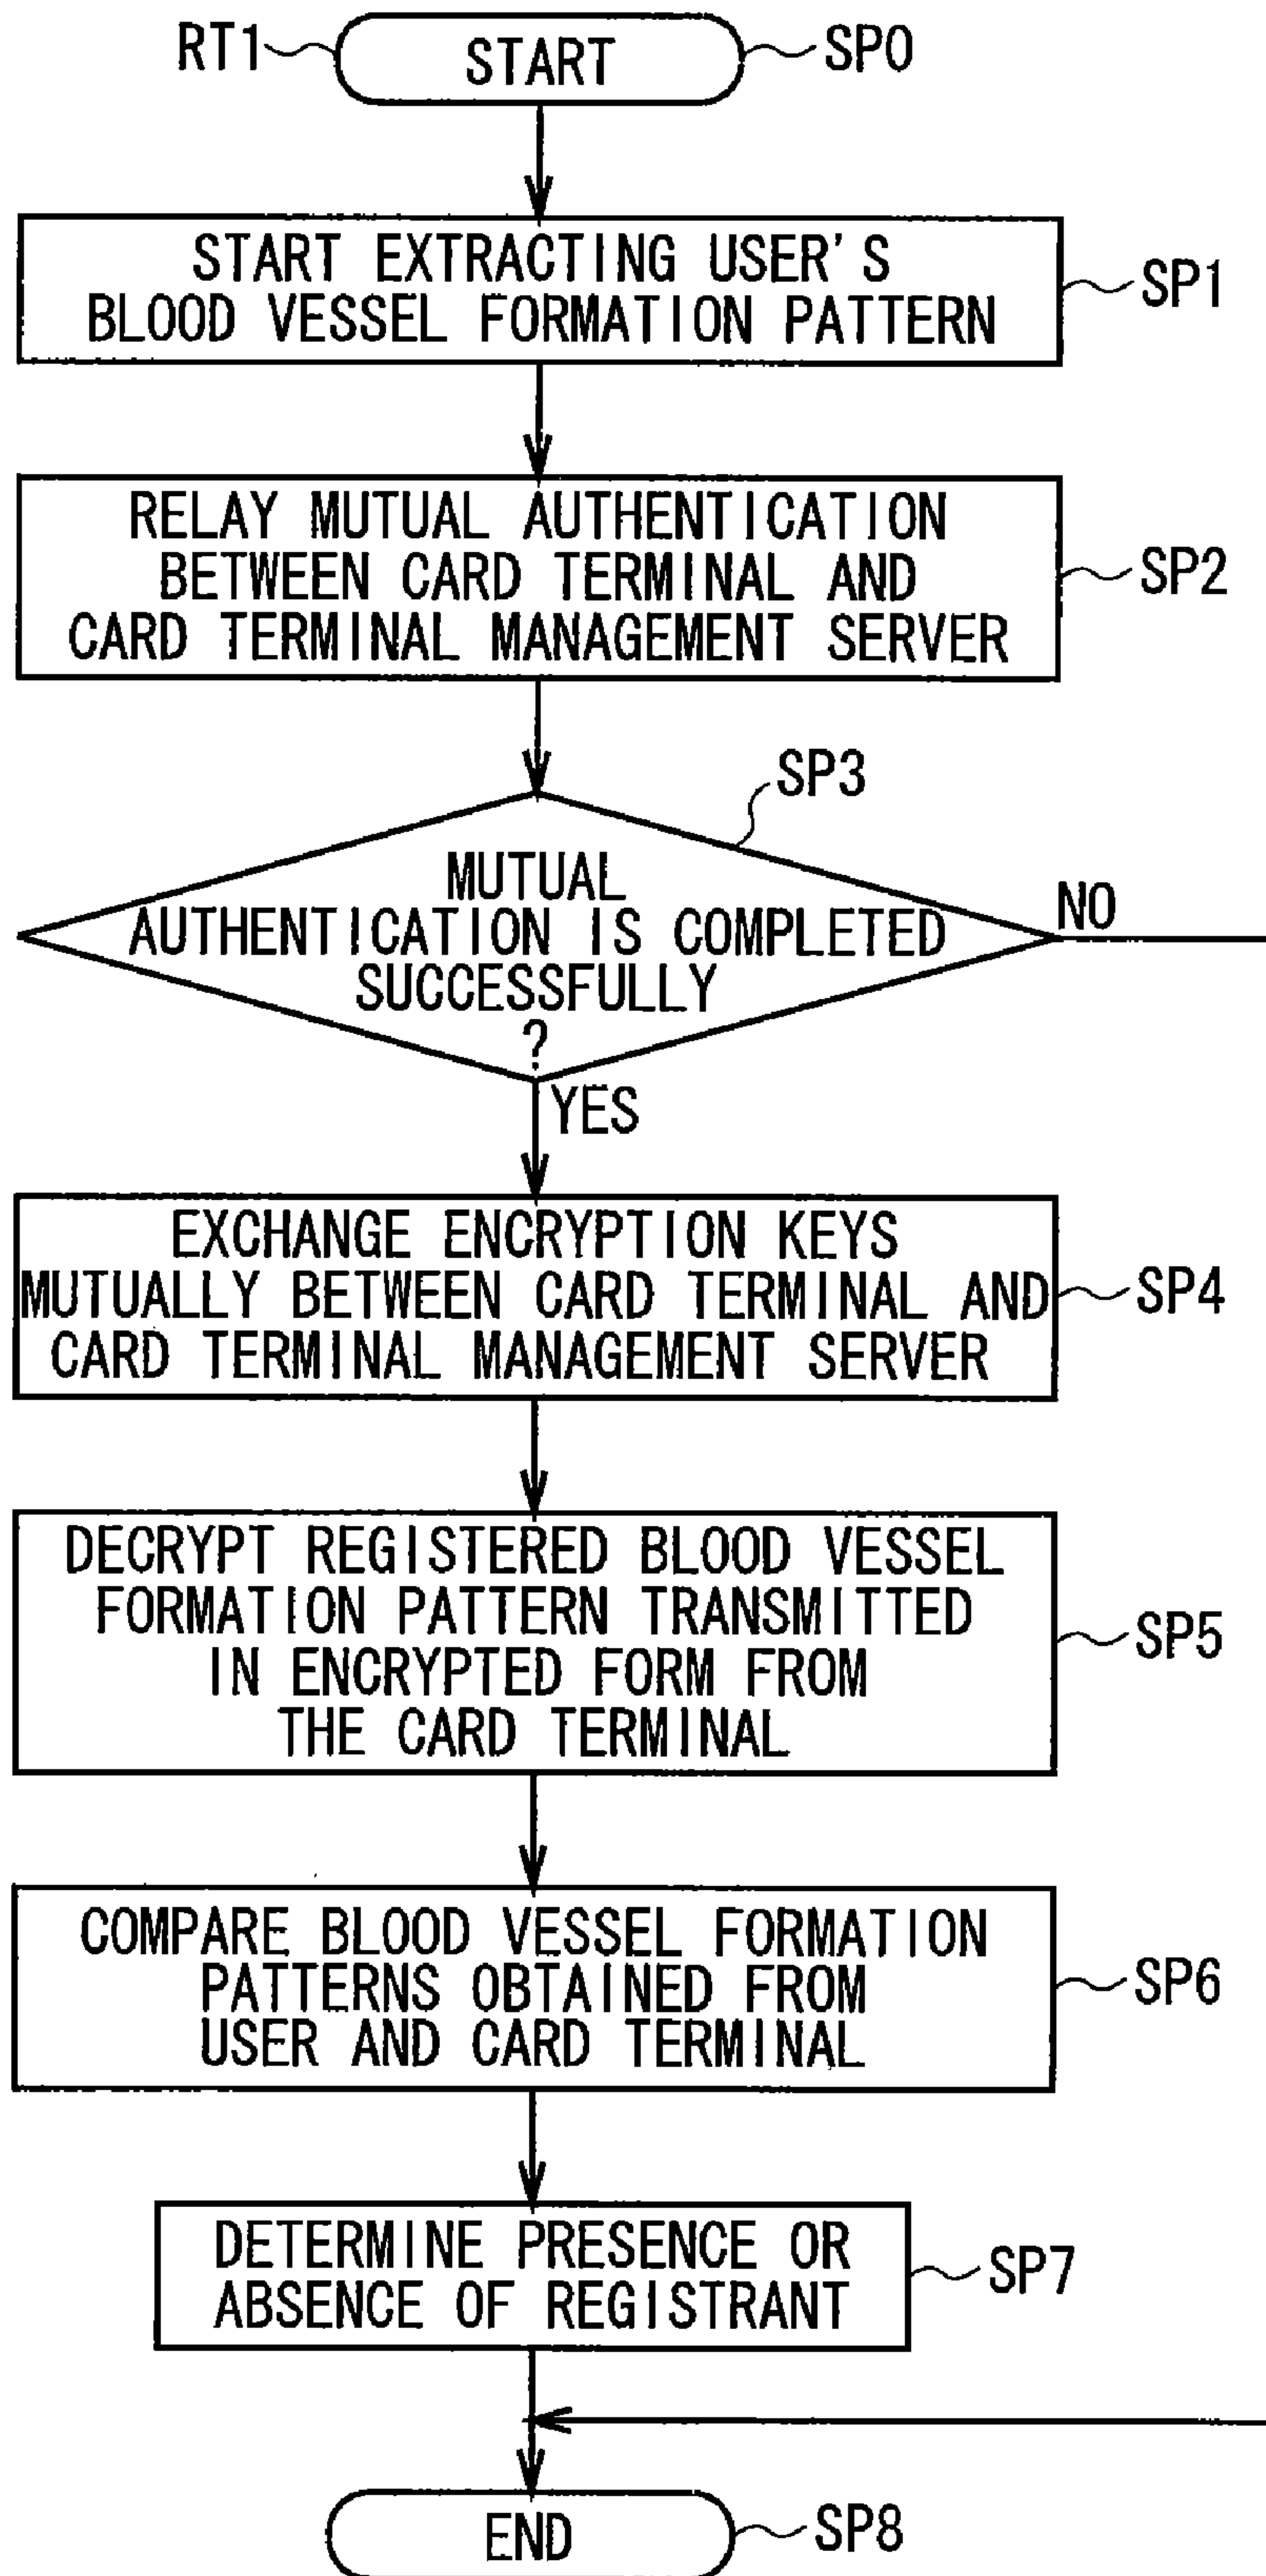 RT1 START SP0
START EXTRACTING USER'S
BLOOD VESSEL FORMATION PATTERN
SP1
RELAY MUTUAL AUTHENTICATION
BETWEEN CARD TERMINAL AND
CARD TERMINAL MANAGEMENT SERVER
SP2
SP3
MUTUAL
AUTHENTICATION IS COMPLETED
SUCCESSFULLY
?
NO
YES
EXCHANGE ENCRYPTION KEYS
MUTUALLY BETWEEN CARD TERMINAL AND
CARD TERMINAL MANAGEMENT SERVER
SP4
DECRYPT REGISTERED BLOOD VESSEL
FORMATION PATTERN TRANSMITTED
IN ENCRYPTED FORM FROM
THE CARD TERMINAL
SP5
COMPARE BLOOD VESSEL FORMATION
PATTERNS OBTAINED FROM
USER AND CARD TERMINAL
SP6
DETERMINE PRESENCE OR
ABSENCE OF REGISTRANT
SP7
END SP8